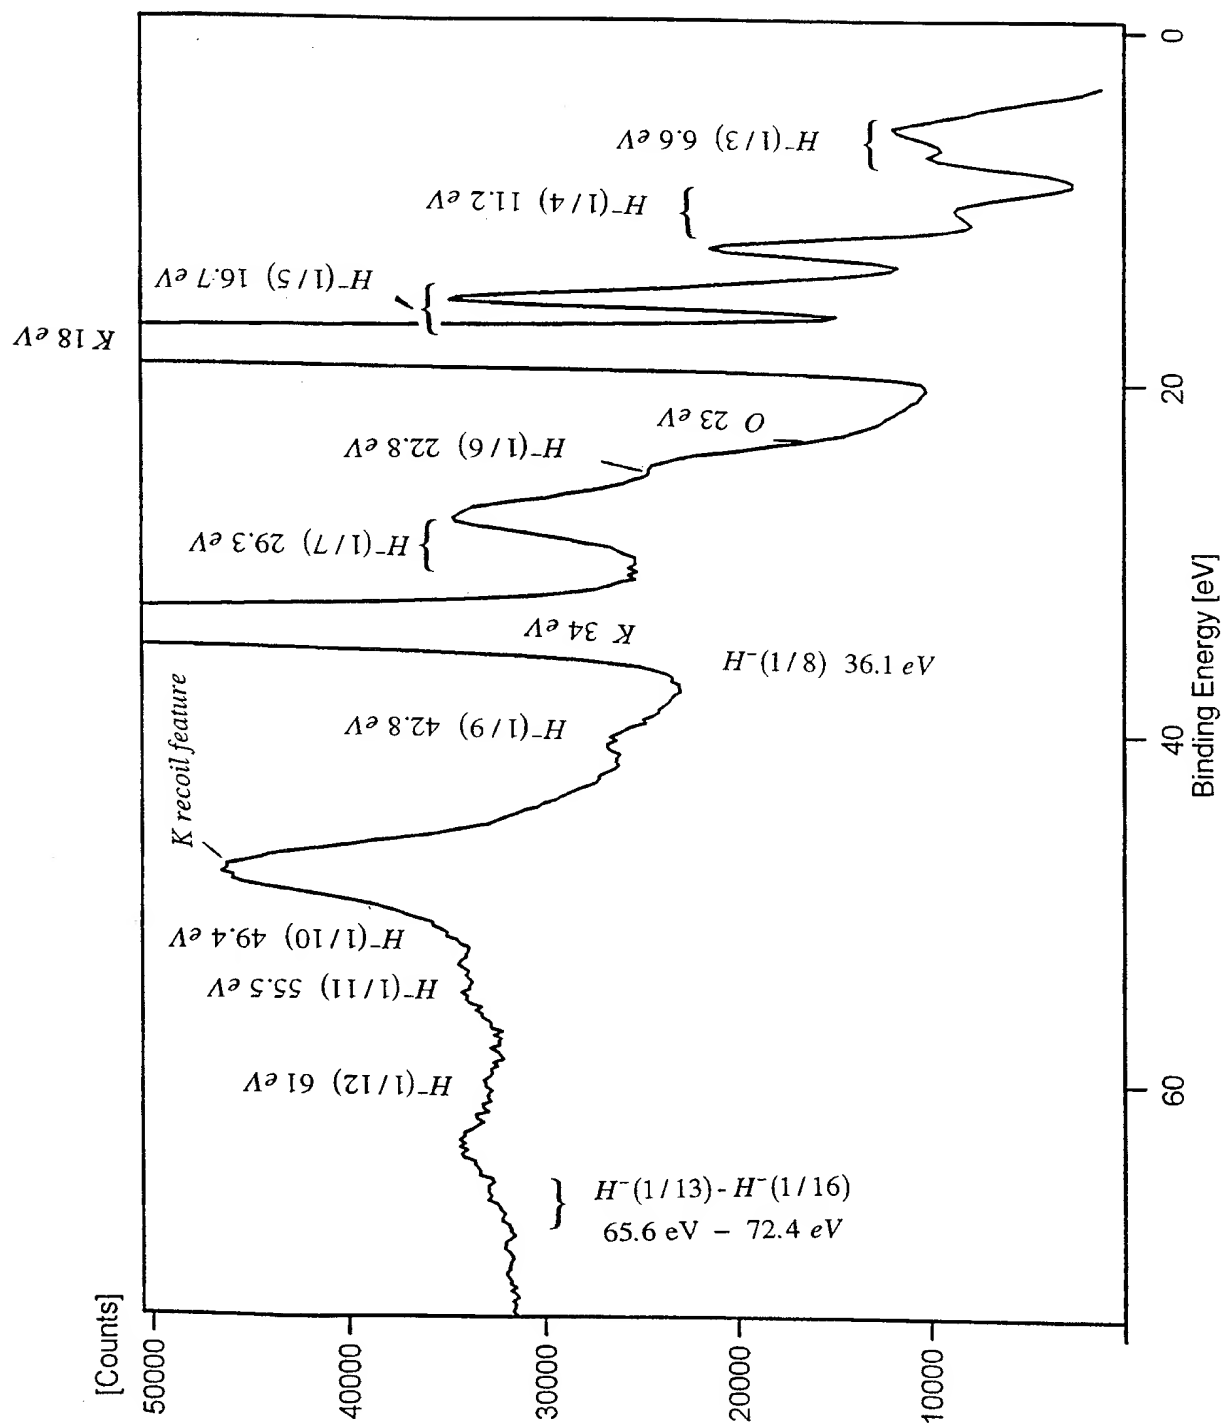 [Counts]
50000
40000
30000
20000
10000
K recoil feature
H⁻(1/13) - H⁻(1/16)
65.6 eV – 72.4 eV
H⁻(1/12) 61 eV
H⁻(1/11) 55.5 eV
H⁻(1/10) 49.4 eV
H⁻(1/9) 42.8 eV
H⁻(1/8) 36.1 eV
K 34 eV
H⁻(1/7) 29.3 eV
H⁻(1/6) 22.8 eV
O 23 eV
K 18 eV
H⁻(1/5) 16.7 eV
H⁻(1/4) 11.2 eV
H⁻(1/3) 6.6 eV
60
40
20
0
Binding Energy [eV]